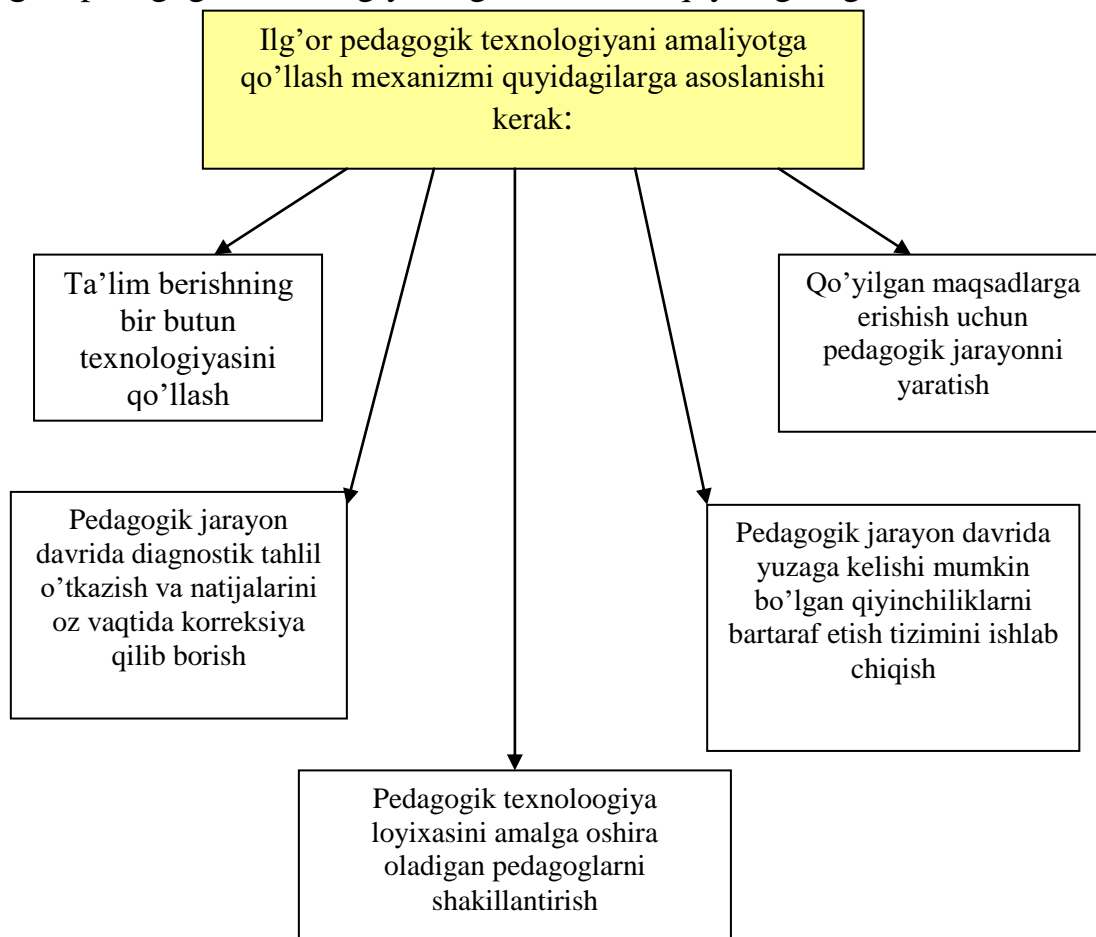 Ilg’or pedagogik texnologiyani amaliyotga
qo’llash mexanizmi quyidagilarga asoslanishi
kerak:
Ta’lim berishning
bir butun
texnologiyasini
qo’llash
Qo’yilgan maqsadlarga
erishish uchun
pedagogik jarayonni
yaratish
Pedagogik jarayon
davrida diagnostik tahlil
o’tkazish va natijalarini
oz vaqtida korreksiya
qilib borish
Pedagogik jarayon davrida
yuzaga kelishi mumkin
bo’lgan qiyinchiliklarni
bartaraf etish tizimini ishlab
chiqish
Pedagogik texnoloogiya
loyixasini amalga oshira
oladigan pedagoglarni
shakillantirish